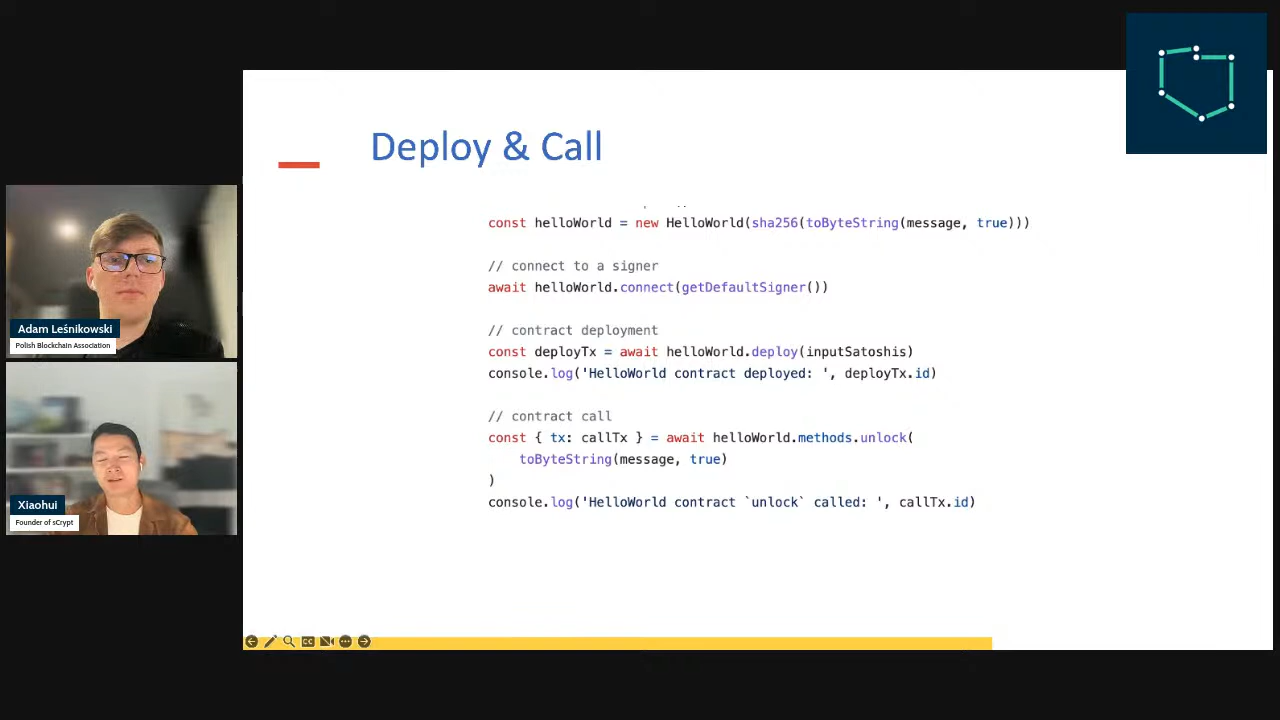 Deploy & Call
const helloWorld = new HelloWorld(sha256(toByteString(message, true)))
// connect to a signer
await helloWorld.connect(getDefaultSigner())
// contract deployment
const deployTx = await helloWorld.deploy(inputSatoshis)
console.log('HelloWorld contract deployed: ', deployTx.id)
// contract call
const { tx: callTx } = await helloWorld.methods.unlock(
toByteString(message, true)
)
console.log('HelloWorld contract `unlock` called: ', callTx.id)
Adam Leśnikowski
Polish Blockchain Association
Xiaohui
Founder of sCrypt
CC